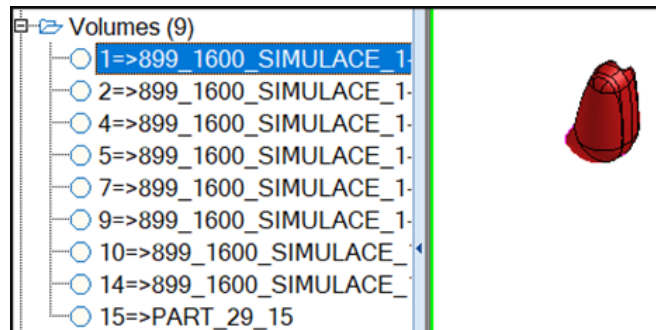 Volumes (9)
1=>899_1600_SIMULACE_1-
2=>899_1600_SIMULACE_1-
4=>899_1600_SIMULACE_1-
5=>899_1600_SIMULACE_1-
7=>899_1600_SIMULACE_1-
9=>899_1600_SIMULACE_1-
10=>899_1600_SIMULACE_
14=>899_1600_SIMULACE_
15=>PART_29_15